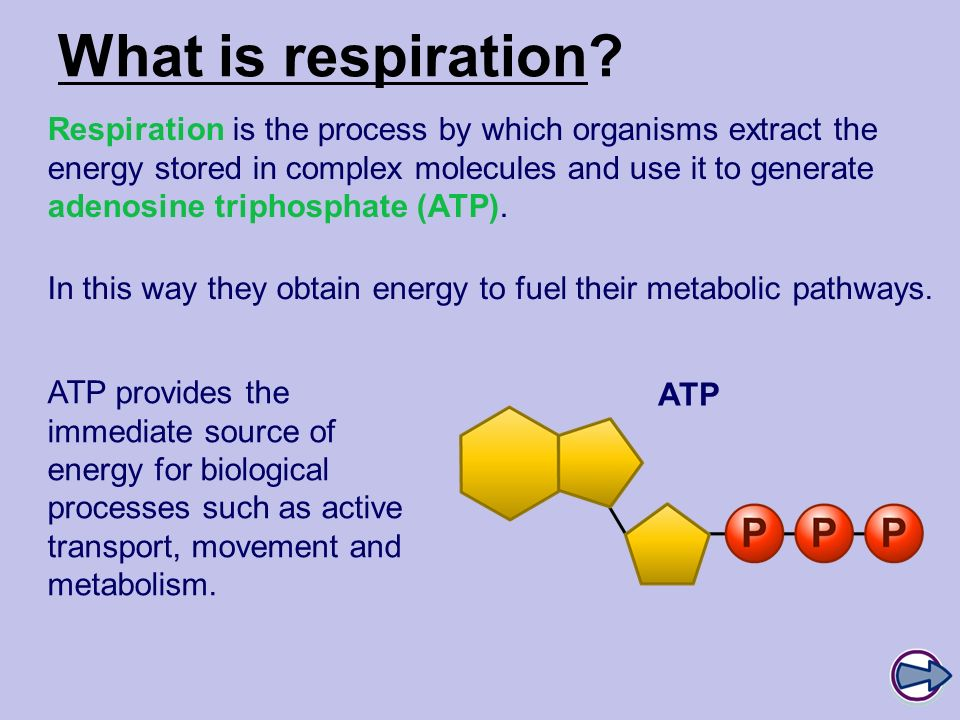 What is respiration?
Respiration is the process by which organisms extract the
energy stored in complex molecules and use it to generate
adenosine triphosphate (ATP).
In this way they obtain energy to fuel their metabolic pathways.
ATP provides the
immediate source of
energy for biological
processes such as active
transport, movement and
metabolism.
ATP
P P P